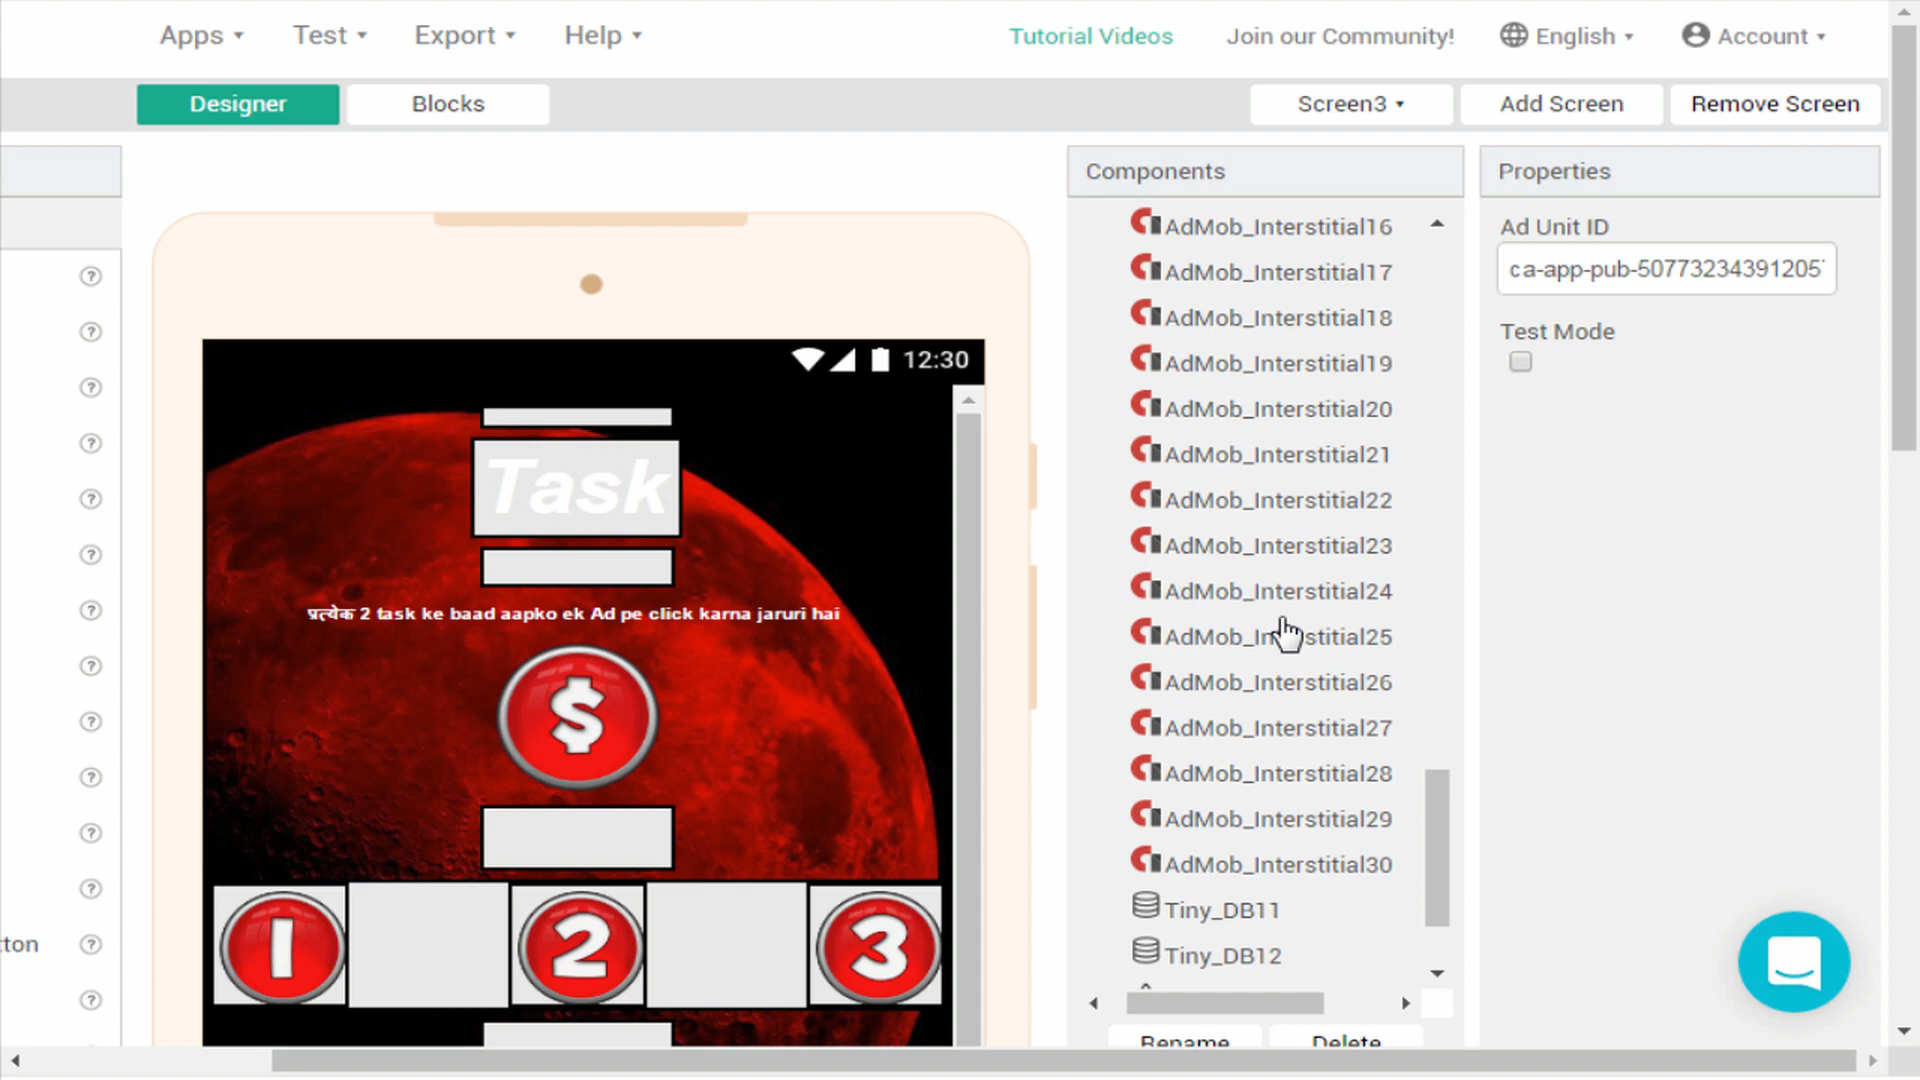 Apps Test Export Help Tutorial Videos Join our Community! English Account
Designer Blocks Screen3 Add Screen Remove Screen
Components
Properties
AdMob_Interstitial16
AdMob_Interstitial17
AdMob_Interstitial18
AdMob_Interstitial19
AdMob_Interstitial20
AdMob_Interstitial21
AdMob_Interstitial22
AdMob_Interstitial23
AdMob_Interstitial24
AdMob_Interstitial25
AdMob_Interstitial26
AdMob_Interstitial27
AdMob_Interstitial28
AdMob_Interstitial29
AdMob_Interstitial30
Tiny_DB11
Tiny_DB12
Rename Delete
Ad Unit ID
ca-app-pub-50773234391205
Test Mode
12:30
Task
प्रत्येक 2 task ke baad aapko ek Ad pe click karna jaruri hai
$
1 2 3
tton